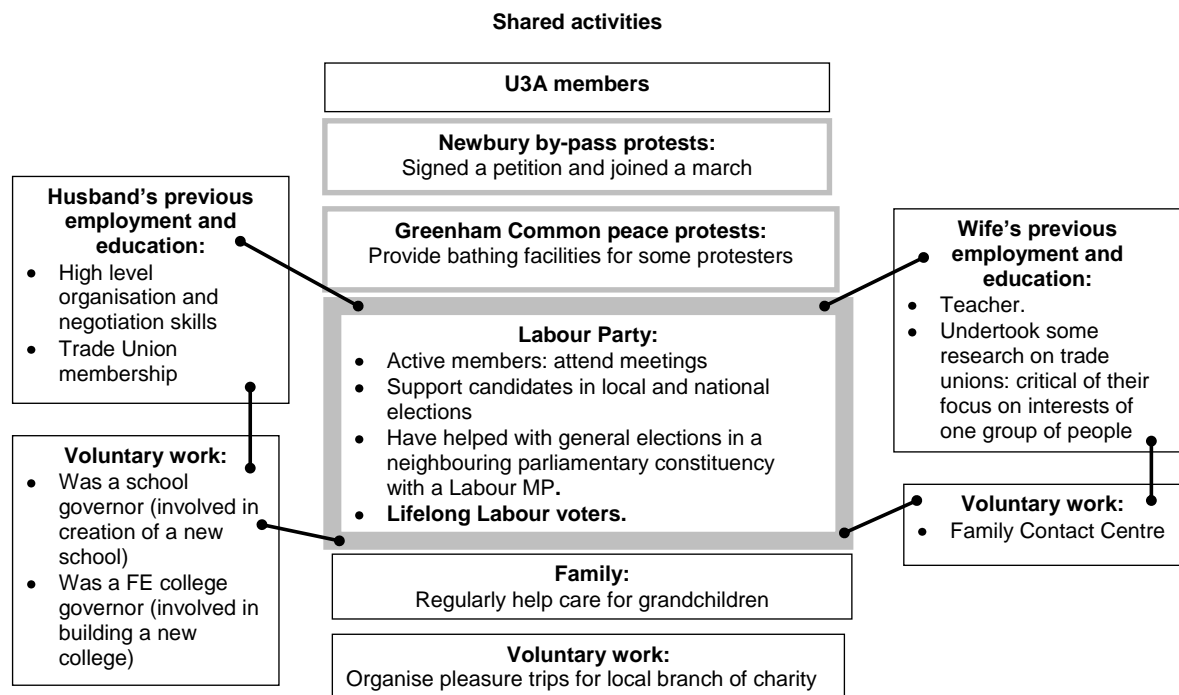 Shared activities
U3A members
Newbury by-pass protests:
Signed a petition and joined a march
Greenham Common peace protests:
Provide bathing facilities for some protesters
Husband's previous
employment and
education:
• High level
organisation and
negotiation skills
• Trade Union
membership
Wife's previous
employment and
education:
• Teacher.
• Undertook some
research on trade
unions: critical of their
focus on interests of
one group of people
Labour Party:
• Active members: attend meetings
• Support candidates in local and national
elections
• Have helped with general elections in a
neighbouring parliamentary constituency
with a Labour MP.
• Lifelong Labour voters.
Voluntary work:
• Was a school
governor (involved in
creation of a new
school)
• Was a FE college
governor (involved in
building a new
college)
Voluntary work:
• Family Contact Centre
Family:
Regularly help care for grandchildren
Voluntary work:
Organise pleasure trips for local branch of charity